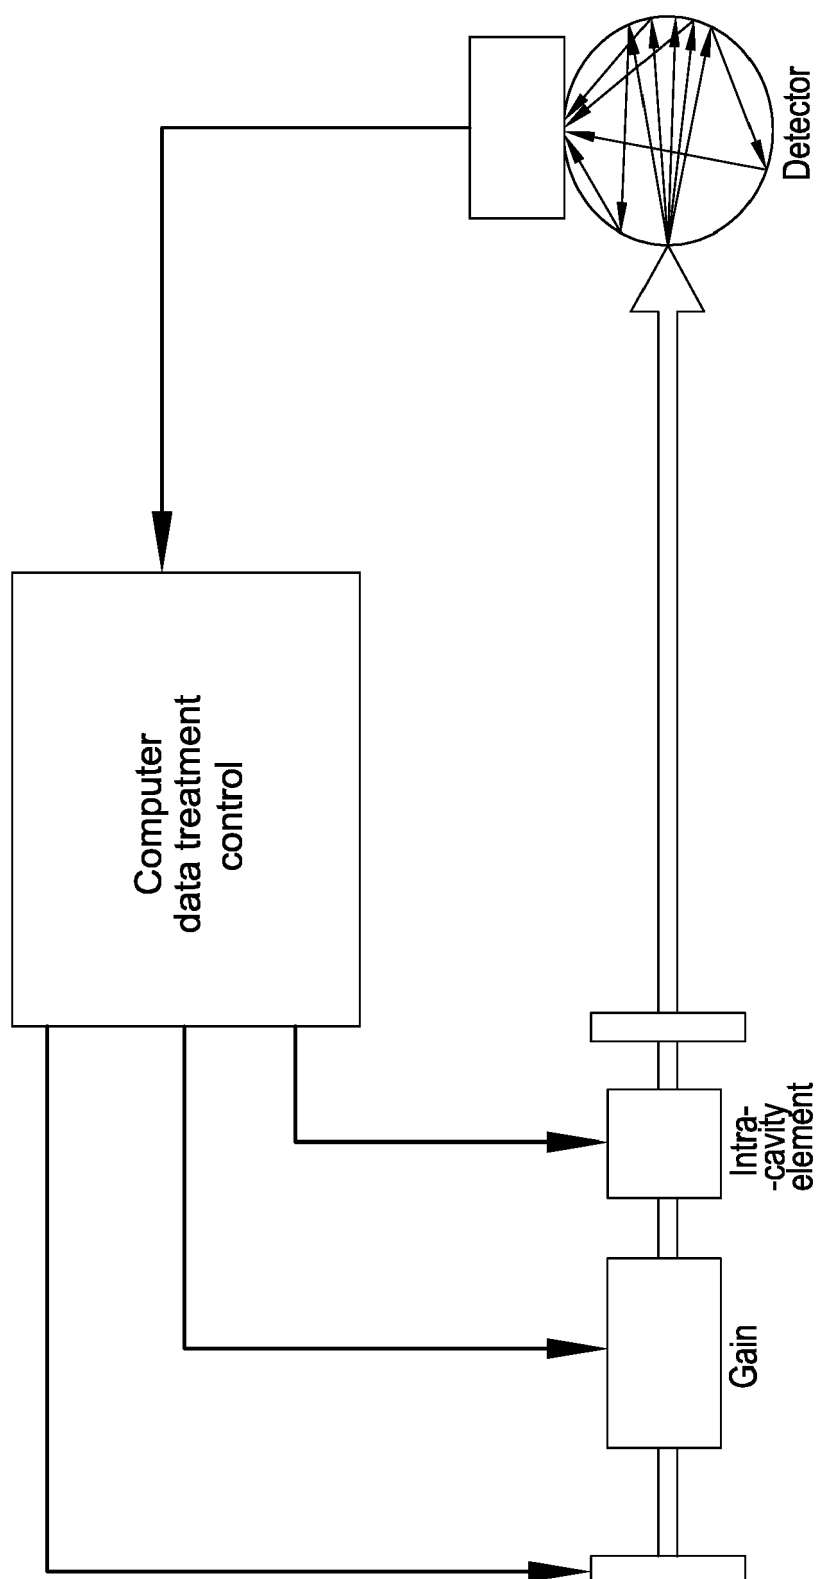 Computer
data treatment
control
Detector
Intra-
-cavity
element
Gain